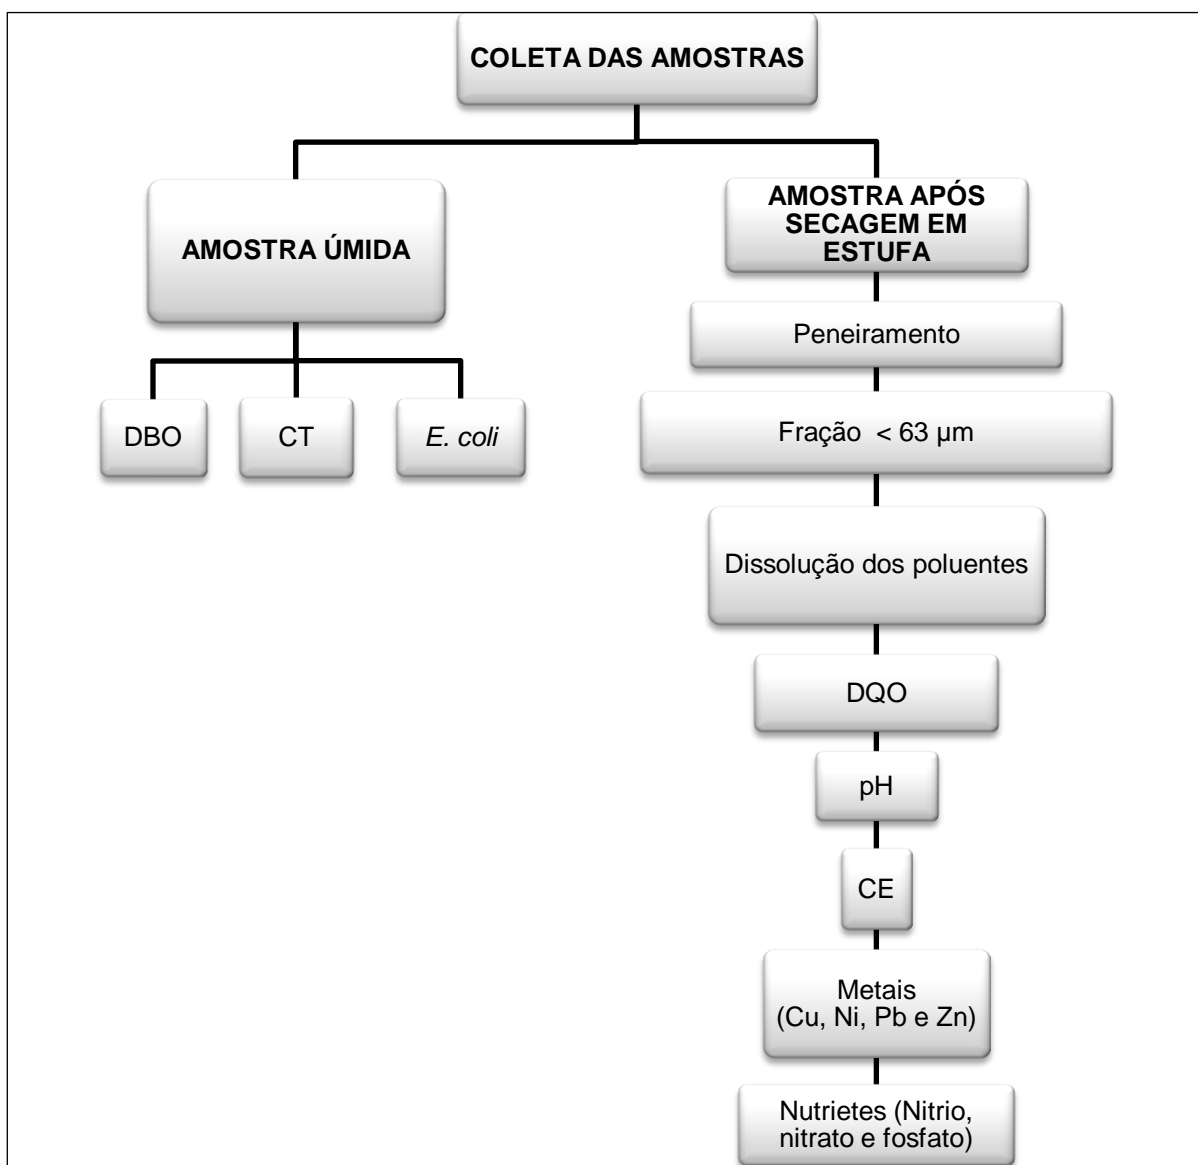 COLETA DAS AMOSTRAS
AMOSTRA ÚMIDA
DBO
CT
E. coli
AMOSTRA APÓS
SECAGEM EM
ESTUFA
Peneiramento
Fração < 63 µm
Dissolução dos poluentes
DQO
pH
CE
Metais
(Cu, Ni, Pb e Zn)
Nutrietes (Nitrio,
nitrato e fosfato)